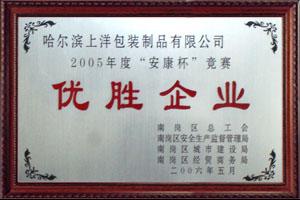 哈尔滨上洋包装制品有限公司
2005年度“安康杯”竞赛
优胜企业
南岗区总工会
南岗区安全生产监督管理局
南岗区城市建设局
南岗区经贸商务局
二00六年五月